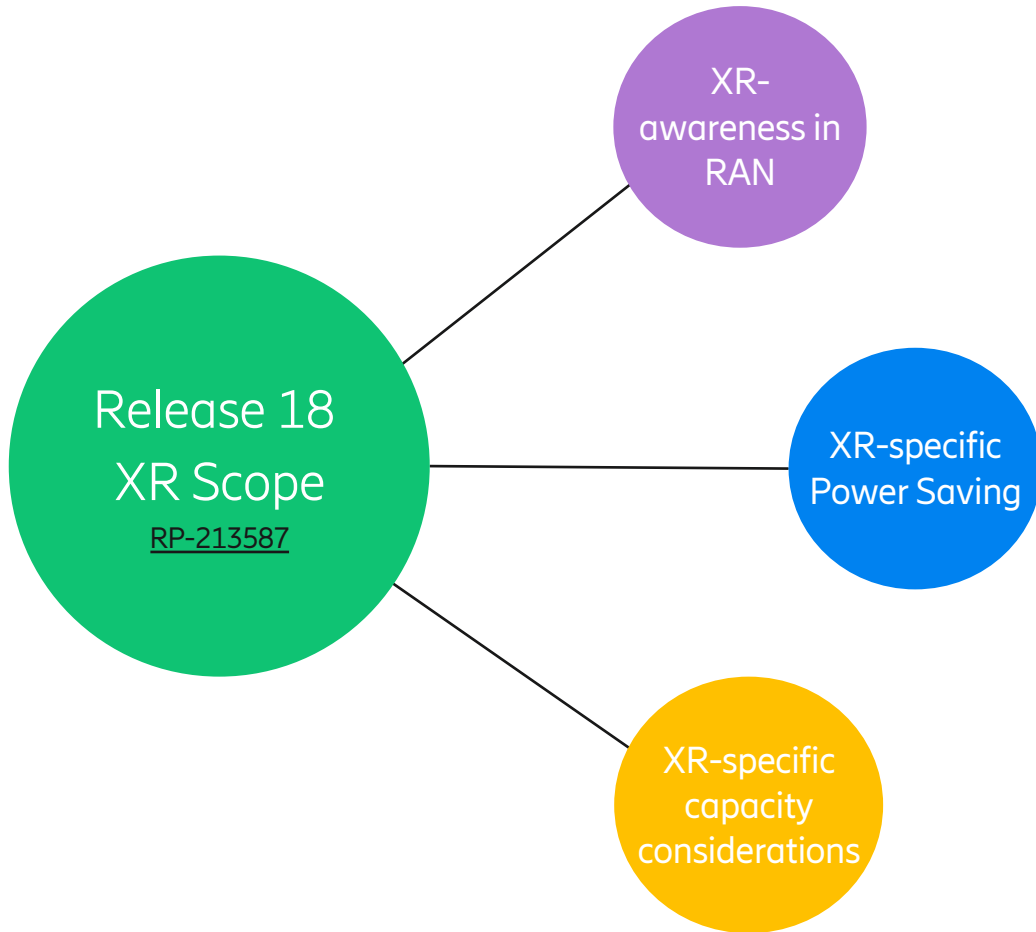 XR-
awareness in
RAN
Release 18
XR Scope
RP-213587
XR-specific
Power Saving
XR-specific
capacity
considerations